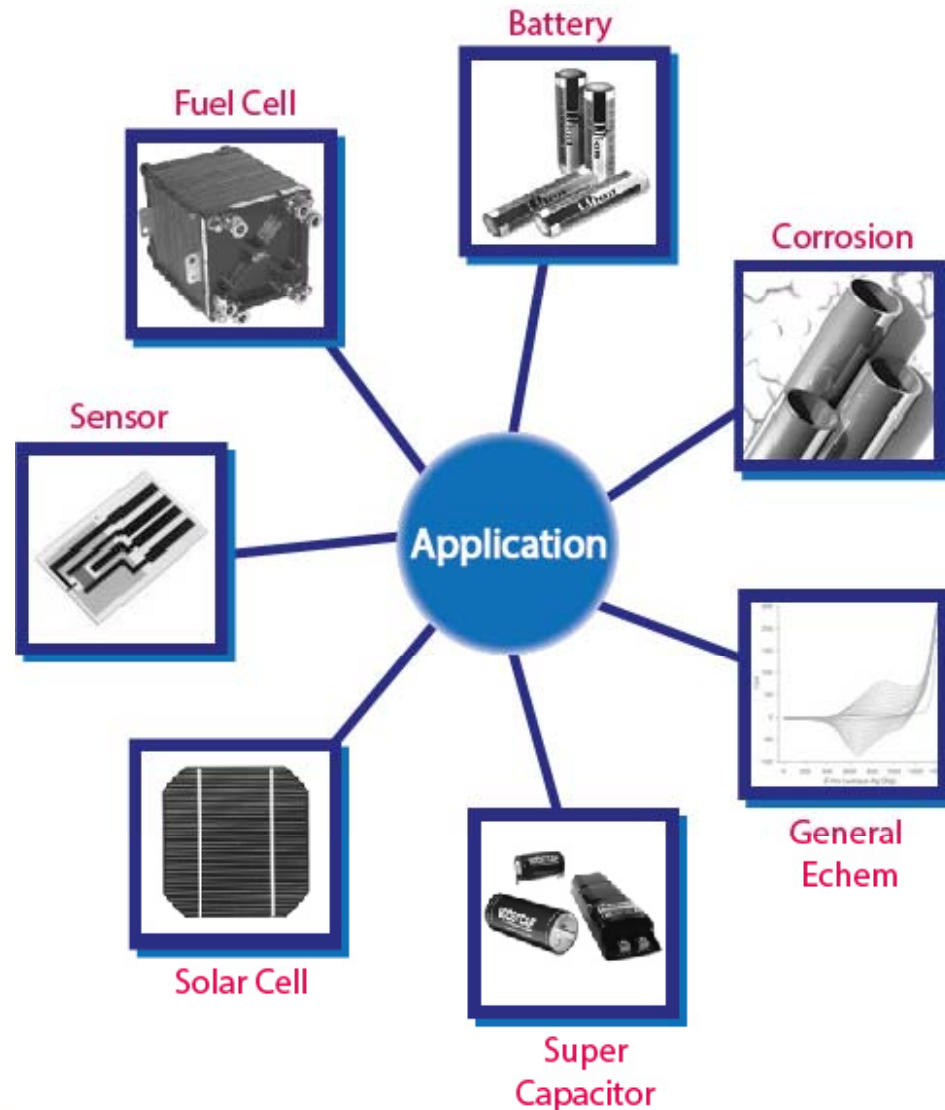 Battery
Fuel Cell
Corrosion
Sensor
Application
General
Echem
Solar Cell
Super
Capacitor